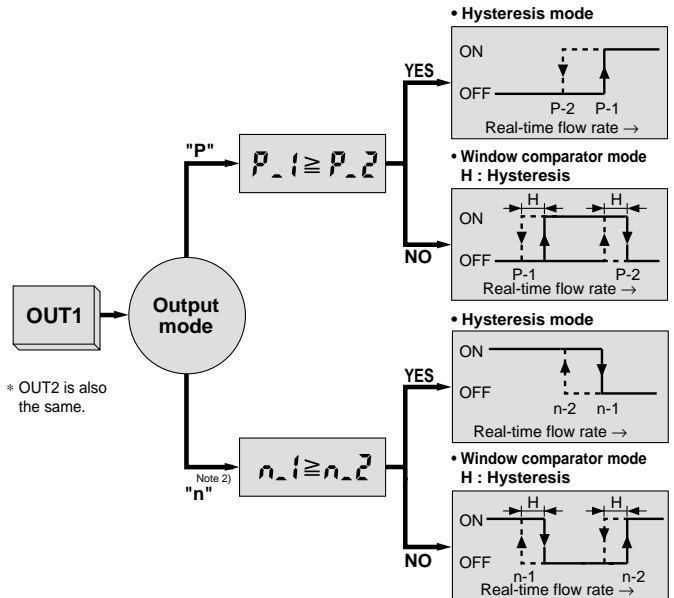 OUT1
* OUT2 is also
the same.
Output
mode
"P"
P_1 ≧ P_2
YES
• Hysteresis mode
ON
OFF
P-2 P-1
Real-time flow rate →
NO
• Window comparator mode
H : Hysteresis
H H
ON
OFF
P-1 P-2
Real-time flow rate →
Note 2)
"n"
n_1≧n_2
YES
• Hysteresis mode
ON
OFF
n-2 n-1
Real-time flow rate →
NO
• Window comparator mode
H : Hysteresis
H H
ON
OFF
n-1 n-2
Real-time flow rate →